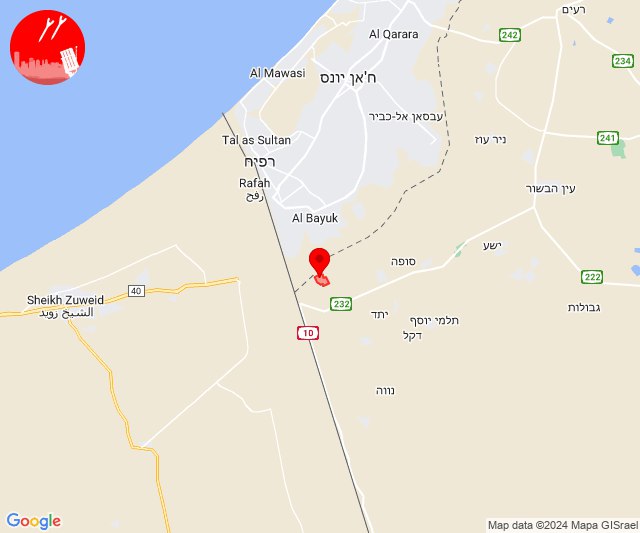 רעים
Al Qarara
242
234
Al Mawasi
ח'אן יונס
עבסאן אל-כביר
Tal as Sultan
ניר עוז
241
רפיח
Rafah
رفح
עין הבשור
Al Bayuk
ישע
סופה
222
40
Sheikh Zuweid
الشيخ زويد
232
גבולות
יתד
תלמי יוסף
דקל
10
נווה
Google
Map data ©2024 Mapa GISrael